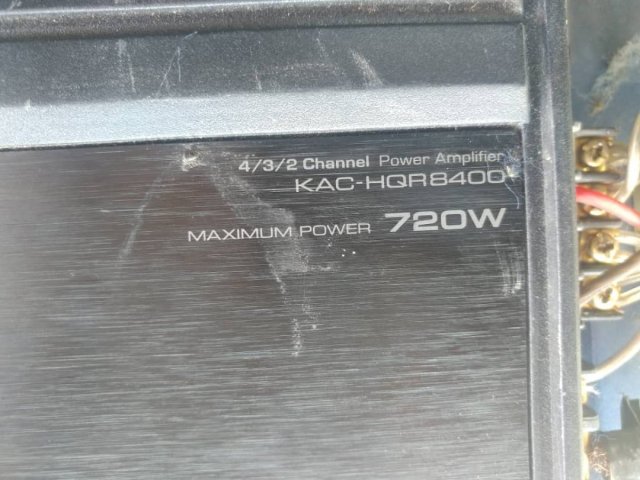 4/3/2 Channel Power Amplifier
KAC-HQR8400
MAXIMUM POWER 720W